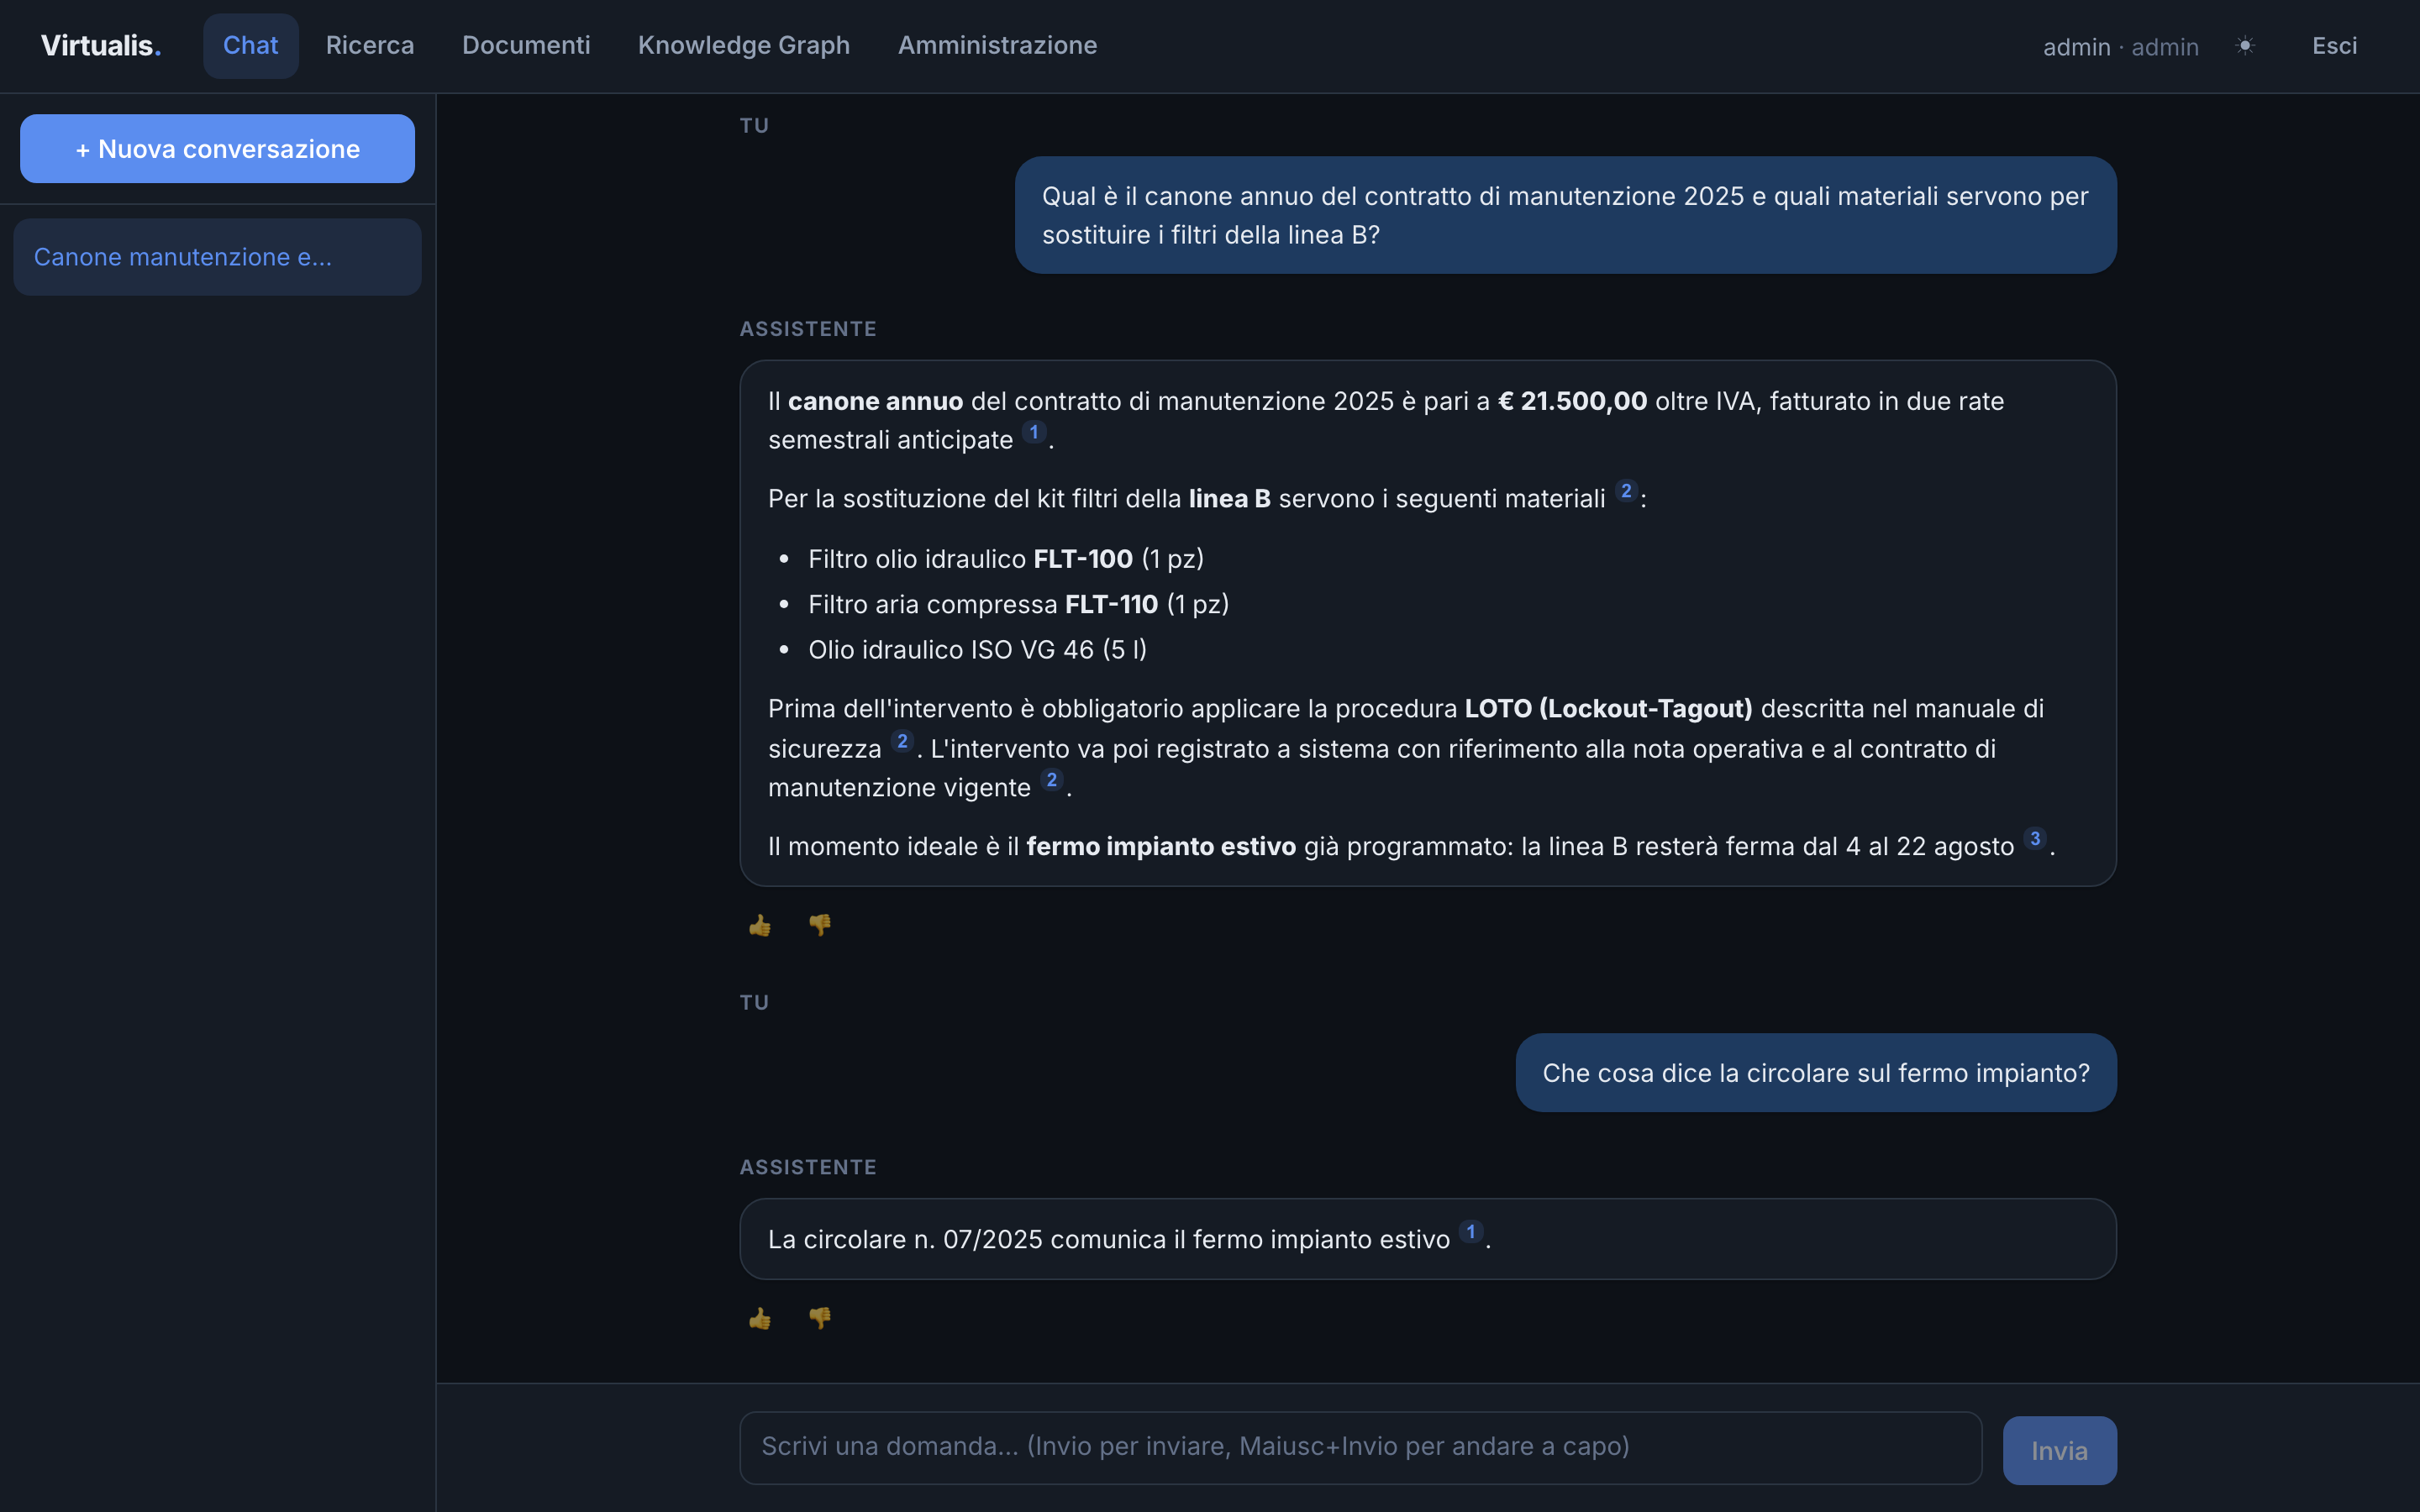 Virtualis.
Chat
Ricerca
Documenti
Knowledge Graph
Amministrazione
admin · admin
Esci
+ Nuova conversazione
Canone manutenzione e...
TU
Qual è il canone annuo del contratto di manutenzione 2025 e quali materiali servono per
sostituire i filtri della linea B?
ASSISTENTE
Il canone annuo del contratto di manutenzione 2025 è pari a € 21.500,00 oltre IVA, fatturato in due rate
semestrali anticipate 1.
Per la sostituzione del kit filtri della linea B servono i seguenti materiali 2:
• Filtro olio idraulico FLT-100 (1 pz)
• Filtro aria compressa FLT-110 (1 pz)
• Olio idraulico ISO VG 46 (5 l)
Prima dell'intervento è obbligatorio applicare la procedura LOTO (Lockout-Tagout) descritta nel manuale di
sicurezza 2. L'intervento va poi registrato a sistema con riferimento alla nota operativa e al contratto di
manutenzione vigente 2.
Il momento ideale è il fermo impianto estivo già programmato: la linea B resterà ferma dal 4 al 22 agosto 3.
TU
Che cosa dice la circolare sul fermo impianto?
ASSISTENTE
La circolare n. 07/2025 comunica il fermo impianto estivo 1.
Scrivi una domanda... (Invio per inviare, Maiusc+Invio per andare a capo)
Invia